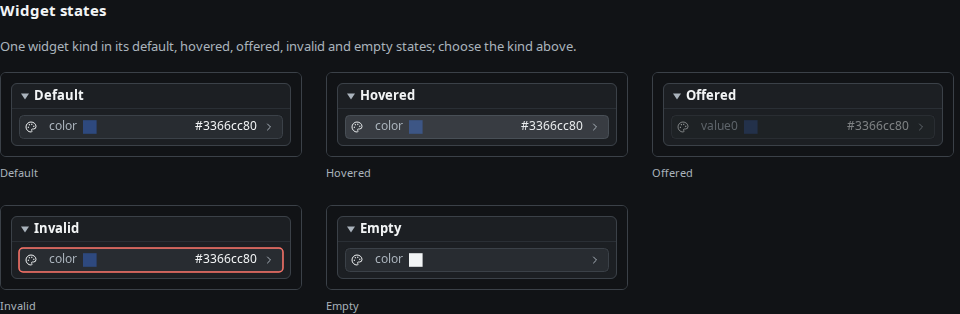 Widget states
One widget kind in its default, hovered, offered, invalid and empty states; choose the kind above.
Default
color #3366cc80
Default
Hovered
color #3366cc80
Hovered
Offered
value0 #3366cc80
Offered
Invalid
color #3366cc80
Invalid
Empty
color
Empty